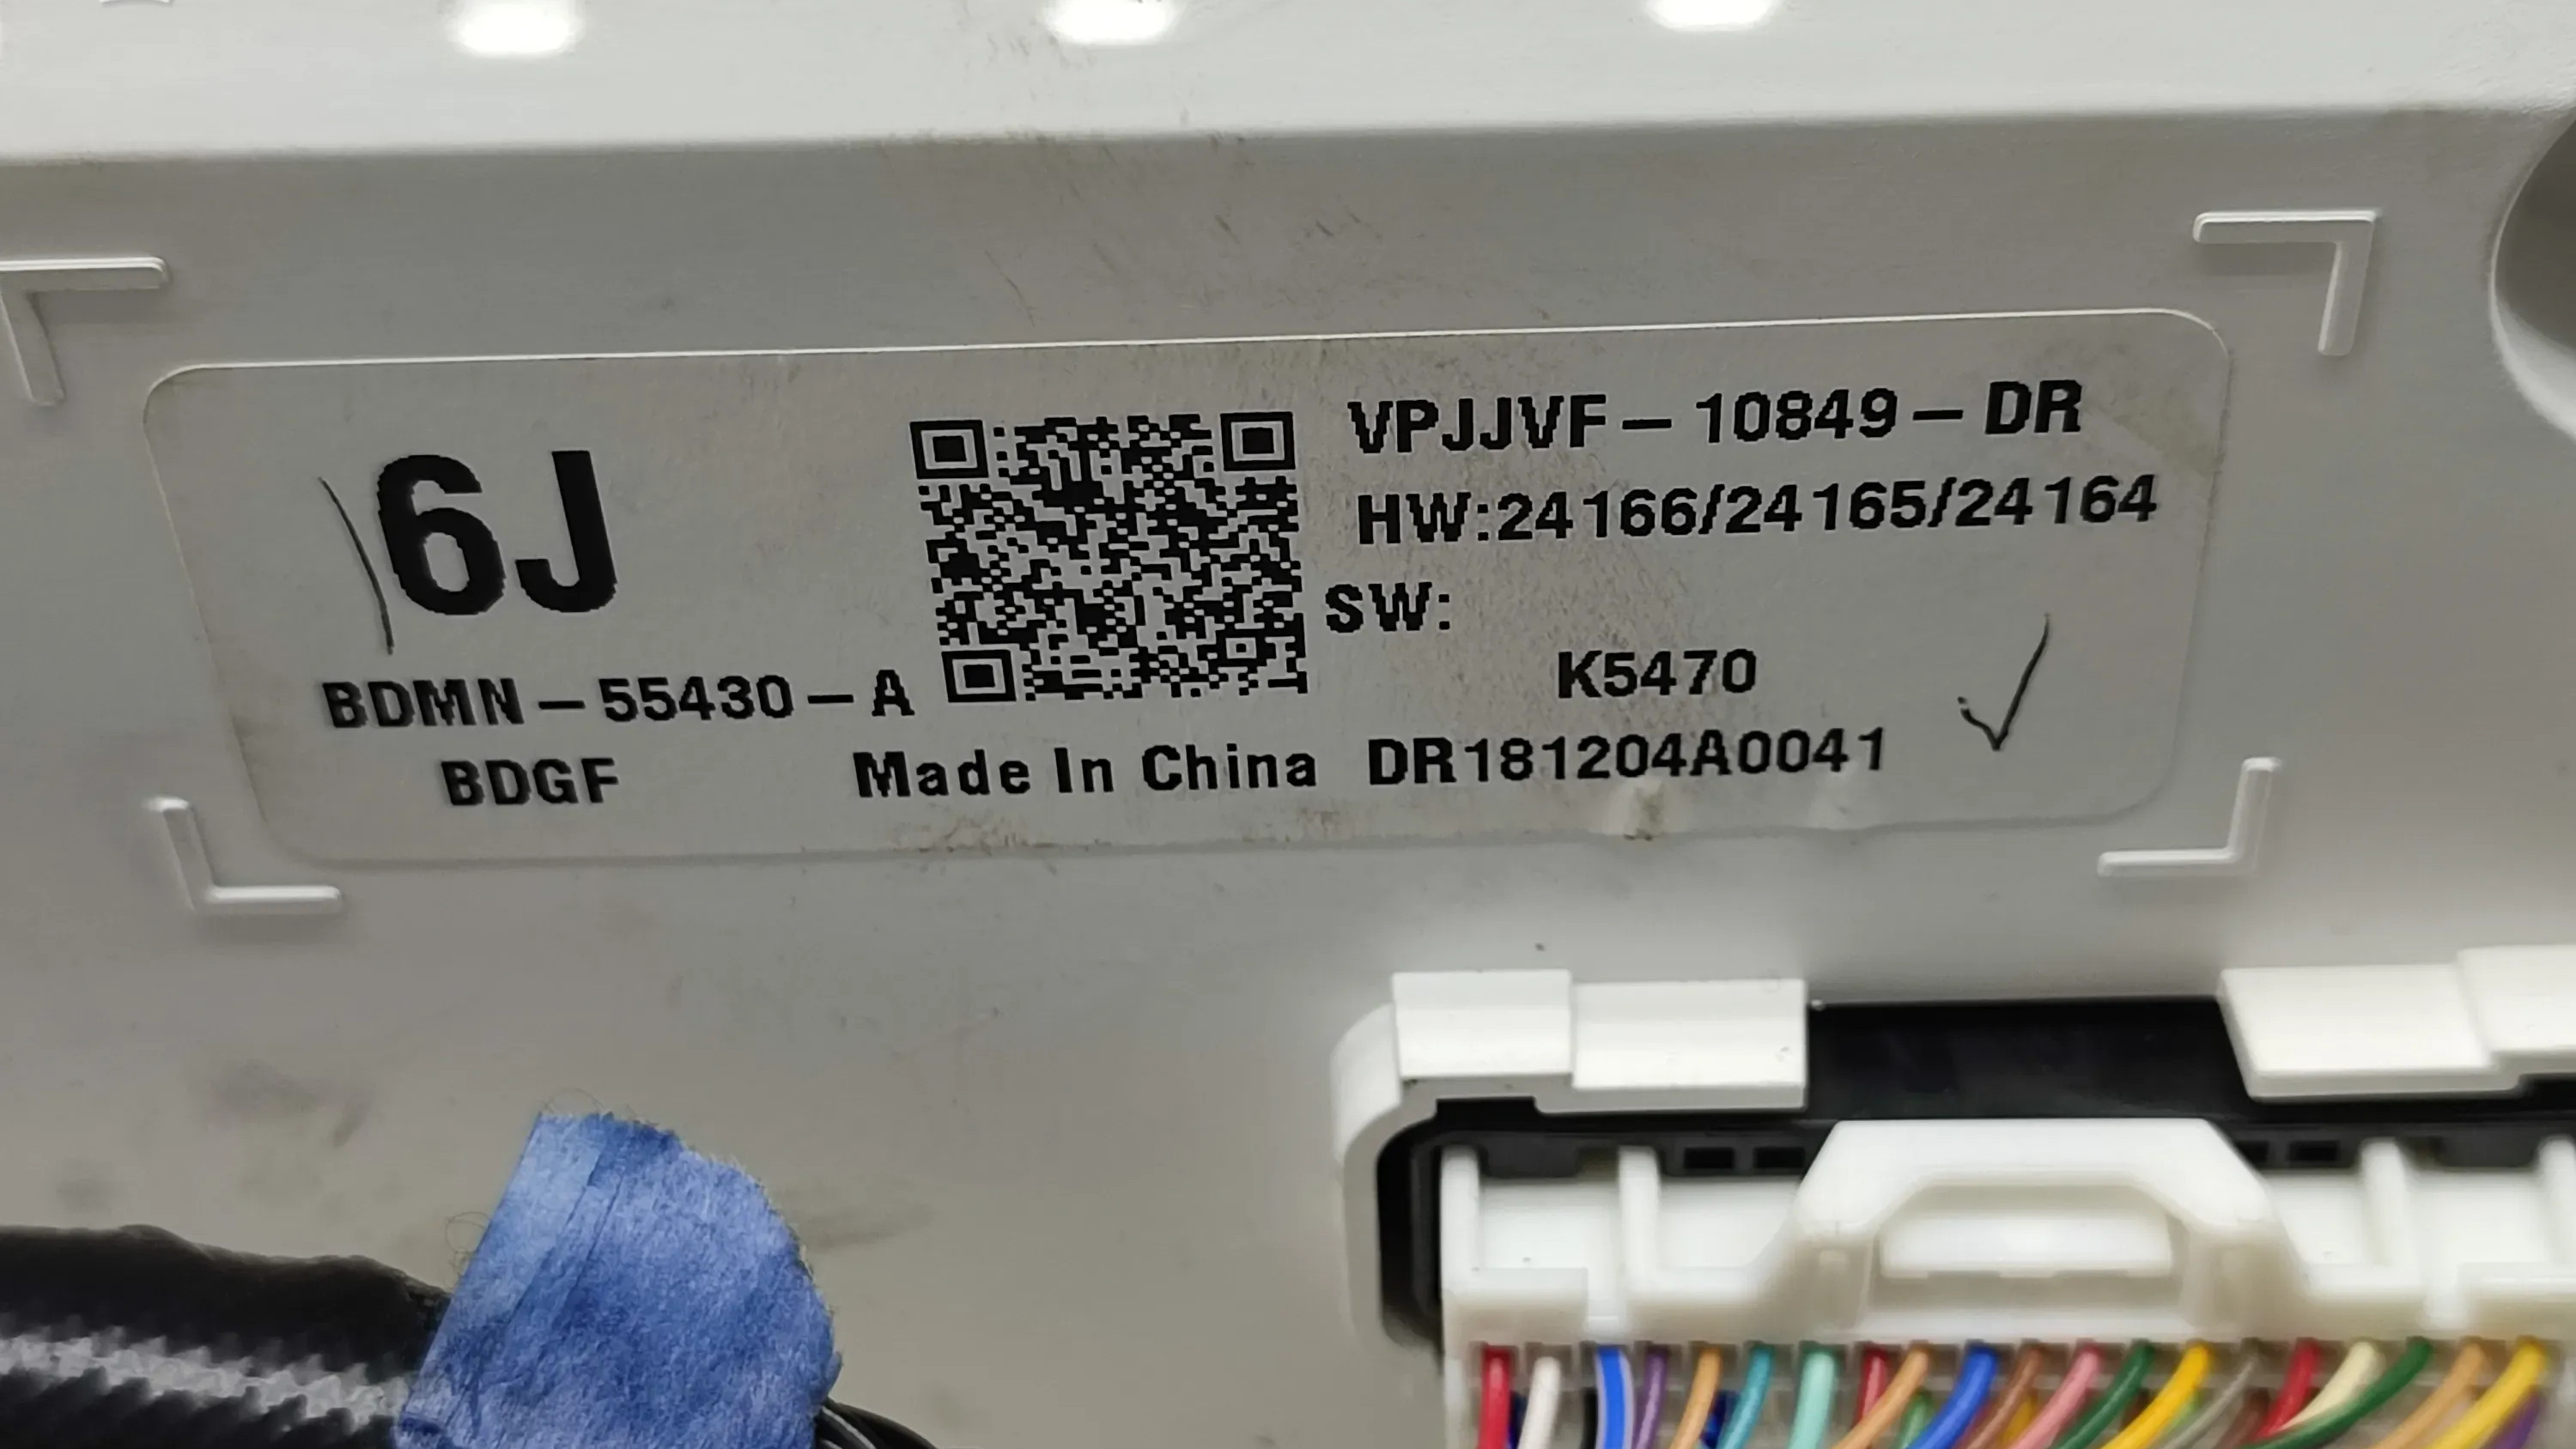 6J
BDMN-55430-A
BDGF
VPJJVF-10849-DR
HW:24166/24165/24164
SW:
K5470
Made In China DR181204A0041